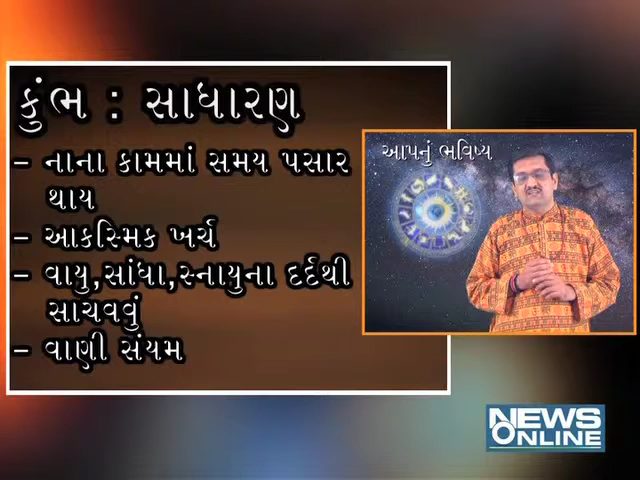 કુંભ : સાધારણ
- નાના કામમાં સમય પસાર
થાય
- આકસ્મિક ખર્ચ
- વાયુ,સાંધા,સ્નાયુના દર્દથી
સાચવવું
- વાણી સંયમ
આપનું ભવિષ્ય
NEWS
ONLINE